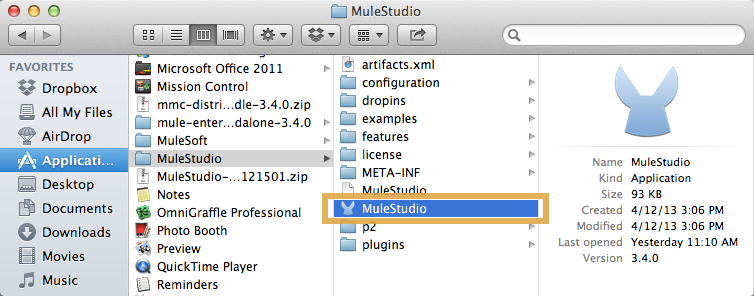 MuleStudio
FAVORITES
Dropbox
All My Files
AirDrop
Applicati...
Desktop
Documents
Downloads
Movies
Music
Microsoft Office 2011
Mission Control
mmc-distri...dle-3.4.0.zip
mule-enter...dalone-3.4.0
MuleSoft
MuleStudio
MuleStudio-...121501.zip
Notes
OmniGraffle Professional
Photo Booth
Preview
QuickTime Player
Reminders
artifacts.xml
configuration
dropins
examples
features
license
META-INF
MuleStudio
MuleStudio
p2
plugins
Name MuleStudio
Kind Application
Size 93 KB
Created 4/12/13 3:06 PM
Modified 4/12/13 3:06 PM
Last opened Yesterday 11:10 AM
Version 3.4.0